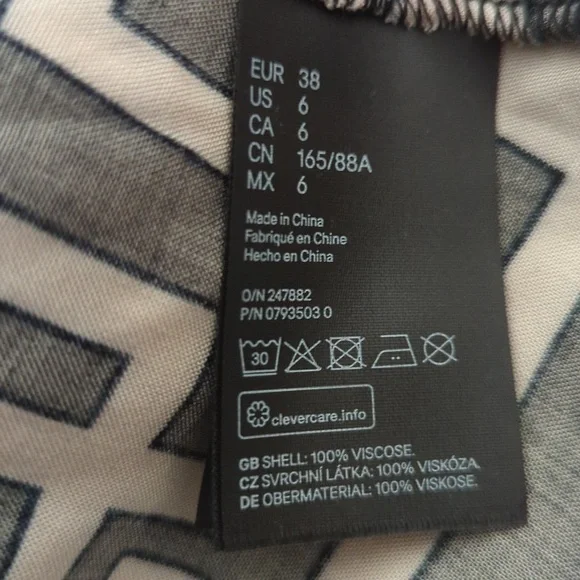 EUR 38
US 6
CA 6
CN 165/88A
MX 6
Made in China
Fabriqué en Chine
Hecho en China
O/N 247882
P/N 0793503 0
30
clevercare.info
GB SHELL: 100% VISCOSE.
CZ SVRCHNÍ LÁTKA: 100% VISKÓZA.
DE OBERMATERIAL: 100% VISKOSE.